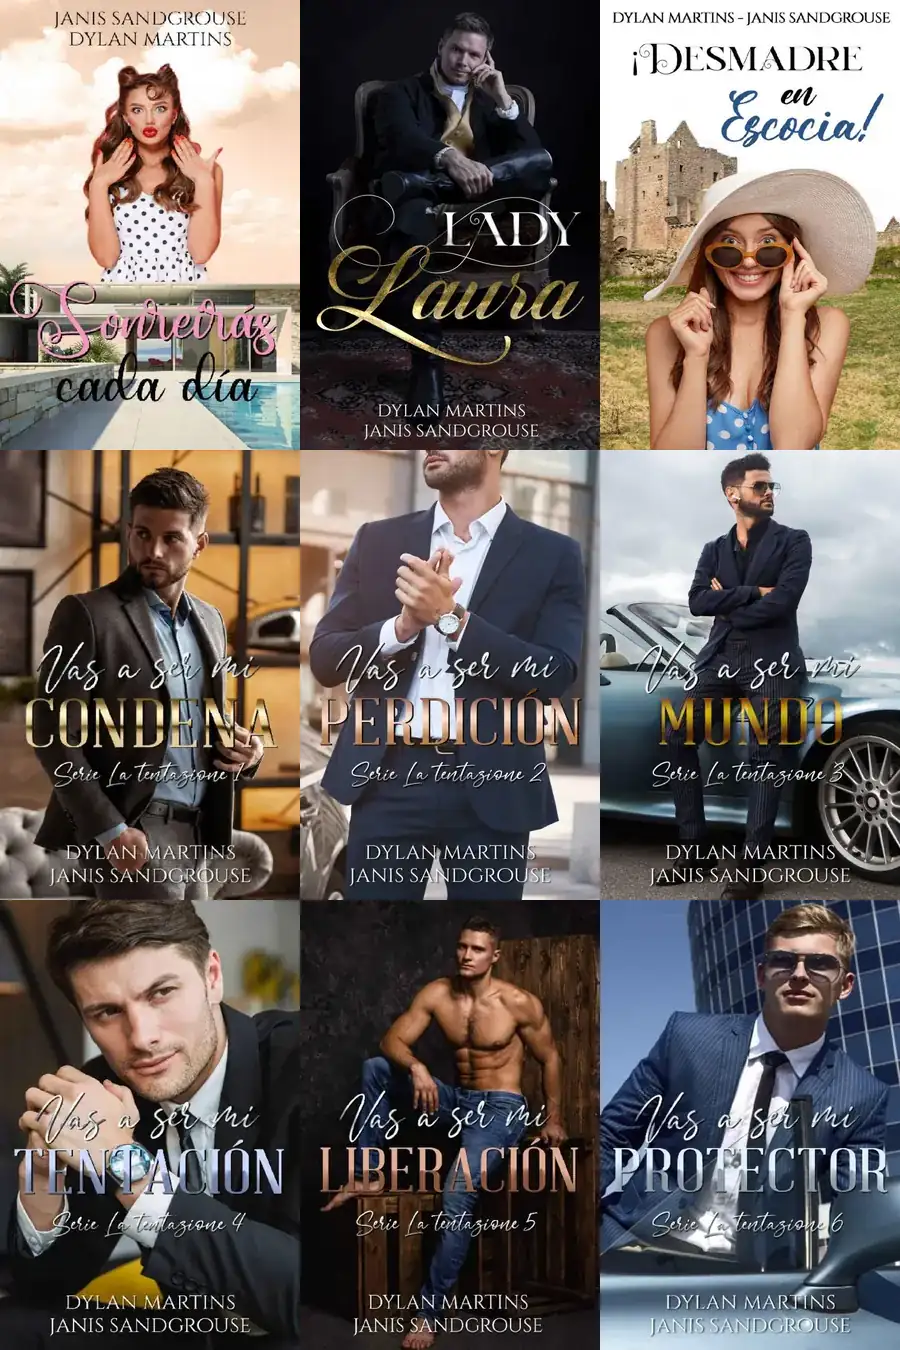 JANIS SANDGROUSE
DYLAN MARTINS
Sonreirás
cada día
LADY
Laura
DYLAN MARTINS
JANIS SANDGROUSE
DYLAN MARTINS - JANIS SANDGROUSE
¡DESMADRE
en
Escocia!
Vas a ser mi
CONDENA
Serie La tentazione 1
DYLAN MARTINS
JANIS SANDGROUSE
Vas a ser mi
PERDICIÓN
Serie La tentazione 2
DYLAN MARTINS
JANIS SANDGROUSE
Vas a ser mi
MUNDO
Serie La tentazione 3
DYLAN MARTINS
JANIS SANDGROUSE
Vas a ser mi
TENTACIÓN
Serie La tentazione 4
DYLAN MARTINS
JANIS SANDGROUSE
Vas a ser mi
LIBERACIÓN
Serie La tentazione 5
DYLAN MARTINS
JANIS SANDGROUSE
Vas a ser mi
PROTECTOR
Serie La tentazione 6
DYLAN MARTINS
JANIS SANDGROUSE